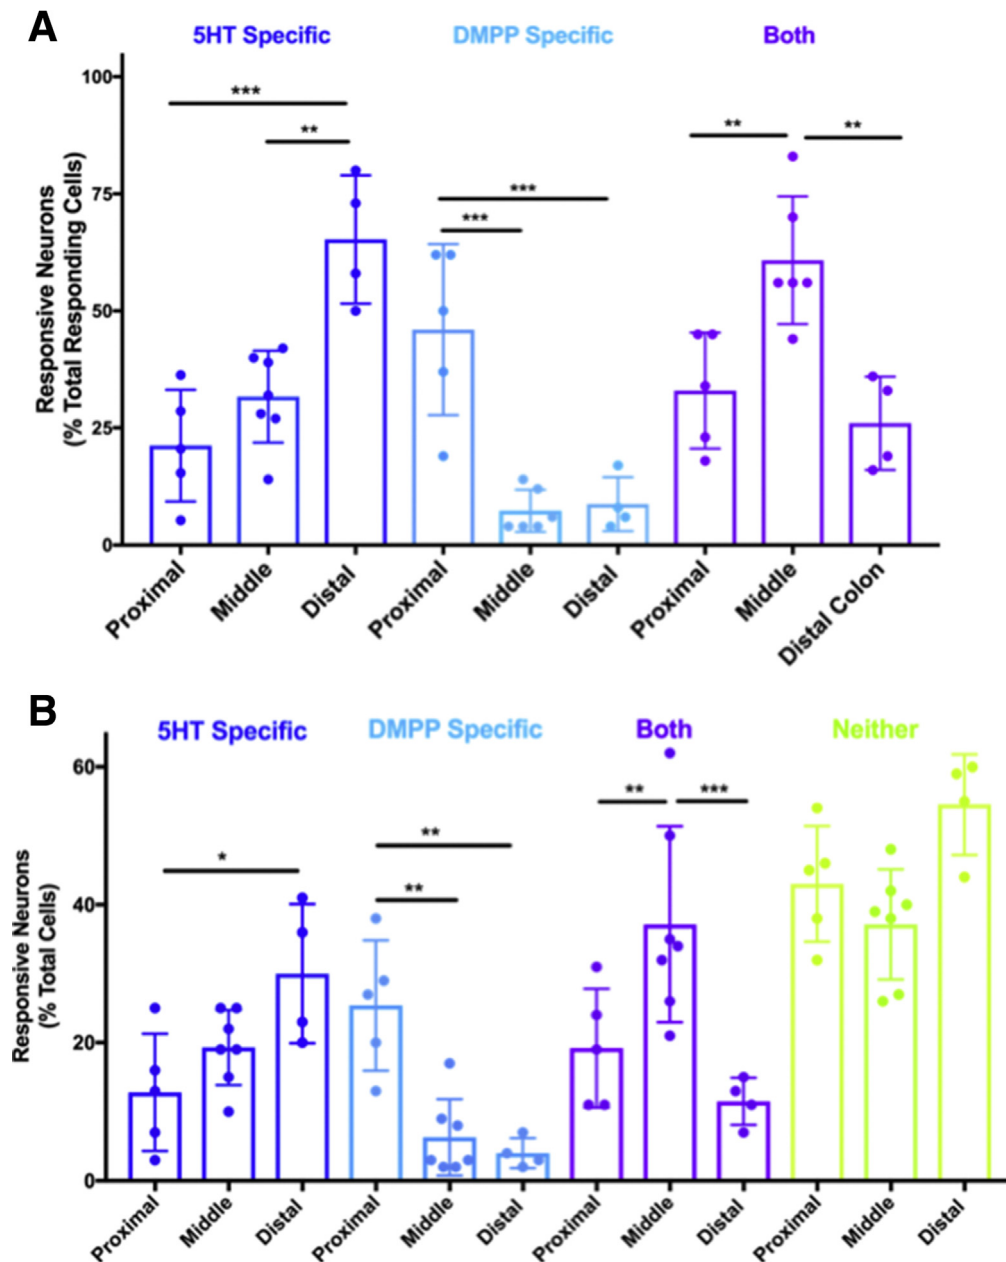 A
5HT Specific
DMPP Specific
Both
Responsive Neurons
(% Total Responding Cells)
100
75
50
25
0
***
**
***
***
**
**
Proximal
Middle
Distal
Proximal
Middle
Distal
Proximal
Middle
Distal Colon
B
5HT Specific
DMPP Specific
Both
Neither
Responsive Neurons
(% Total Cells)
60
40
20
0
*
**
**
**
***
Proximal
Middle
Distal
Proximal
Middle
Distal
Proximal
Middle
Distal
Proximal
Middle
Distal